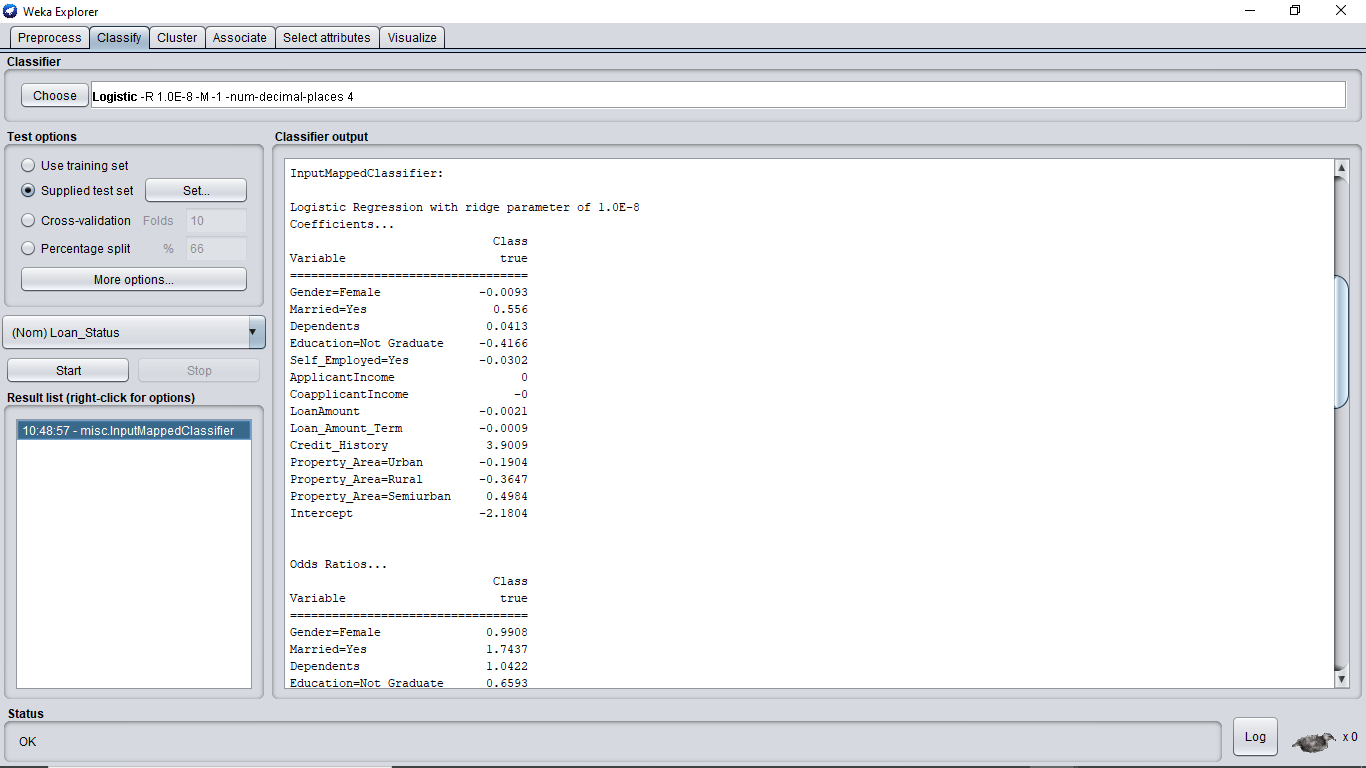 Weka Explorer
Preprocess Classify Cluster Associate Select attributes Visualize
Classifier
Choose Logistic -R 1.0E-8 -M -1 -num-decimal-places 4
Test options
Use training set
Supplied test set Set...
Cross-validation Folds 10
Percentage split % 66
More options...
(Nom) Loan_Status
Start Stop
Result list (right-click for options)
10:48:57 - misc.InputMappedClassifier
Classifier output
InputMappedClassifier:
Logistic Regression with ridge parameter of 1.0E-8
Coefficients...
Class
Variable true
===================================
Gender=Female -0.0093
Married=Yes 0.556
Dependents 0.0413
Education=Not Graduate -0.4166
Self_Employed=Yes -0.0302
ApplicantIncome 0
CoapplicantIncome -0
LoanAmount -0.0021
Loan_Amount_Term -0.0009
Credit_History 3.9009
Property_Area=Urban -0.1904
Property_Area=Rural -0.3647
Property_Area=Semiurban 0.4984
Intercept -2.1804
Odds Ratios...
Class
Variable true
===================================
Gender=Female 0.9908
Married=Yes 1.7437
Dependents 1.0422
Education=Not Graduate 0.6593
Status
OK
Log x 0